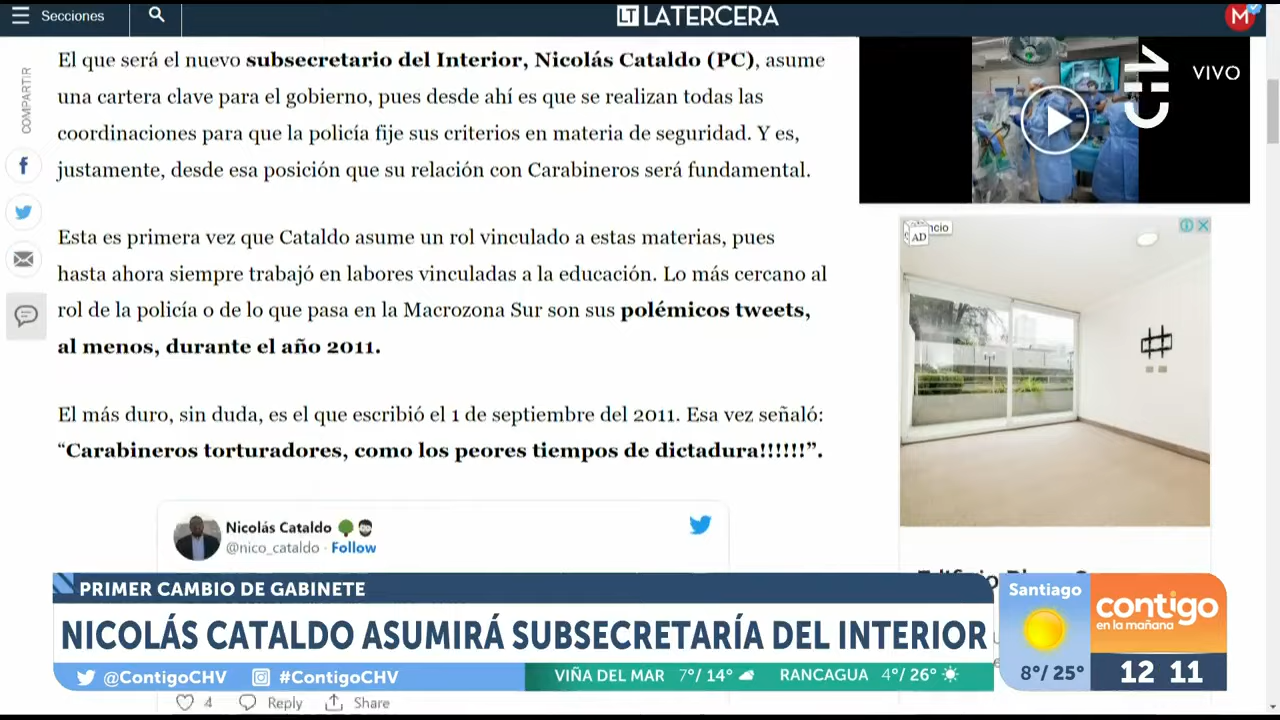 Secciones
LT LATERCERA
M
COMPARTIR
El que será el nuevo subsecretario del Interior, Nicolás Cataldo (PC), asume
una cartera clave para el gobierno, pues desde ahí es que se realizan todas las
coordinaciones para que la policía fije sus criterios en materia de seguridad. Y es,
justamente, desde esa posición que su relación con Carabineros será fundamental.
Esta es primera vez que Cataldo asume un rol vinculado a estas materias, pues
hasta ahora siempre trabajó en labores vinculadas a la educación. Lo más cercano al
rol de la policía o de lo que pasa en la Macrozona Sur son sus polémicos tweets,
al menos, durante el año 2011.
El más duro, sin duda, es el que escribió el 1 de septiembre del 2011. Esa vez señaló:
“Carabineros torturadores, como los peores tiempos de dictadura!!!!!!”.
CHV
VIVO
AD
Nicolás Cataldo
@nico_cataldo · Follow
PRIMER CAMBIO DE GABINETE
NICOLÁS CATALDO ASUMIRÁ SUBSECRETARÍA DEL INTERIOR
@ContigoCHV #ContigoCHV
VIÑA DEL MAR 7°/14° RANCAGUA 4°/26°
Santiago
8°/25°
contigo
en la mañana
12 11
4 Reply Share